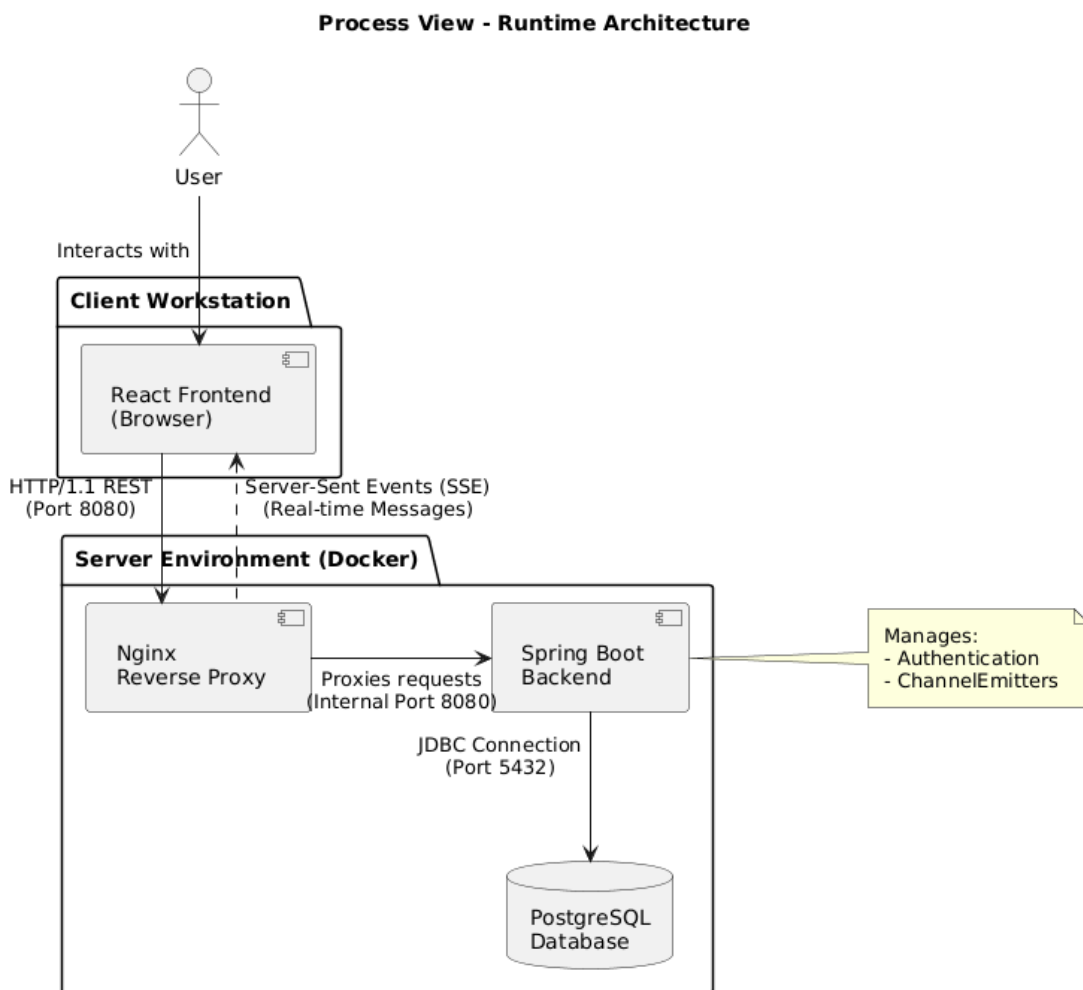 Process View - Runtime Architecture
User
Interacts with
Client Workstation
React Frontend
(Browser)
HTTP/1.1 REST
(Port 8080)
Server-Sent Events (SSE)
(Real-time Messages)
Server Environment (Docker)
Nginx
Reverse Proxy
Proxies requests
(Internal Port 8080)
Spring Boot
Backend
Manages:
- Authentication
- ChannelEmitters
JDBC Connection
(Port 5432)
PostgreSQL
Database